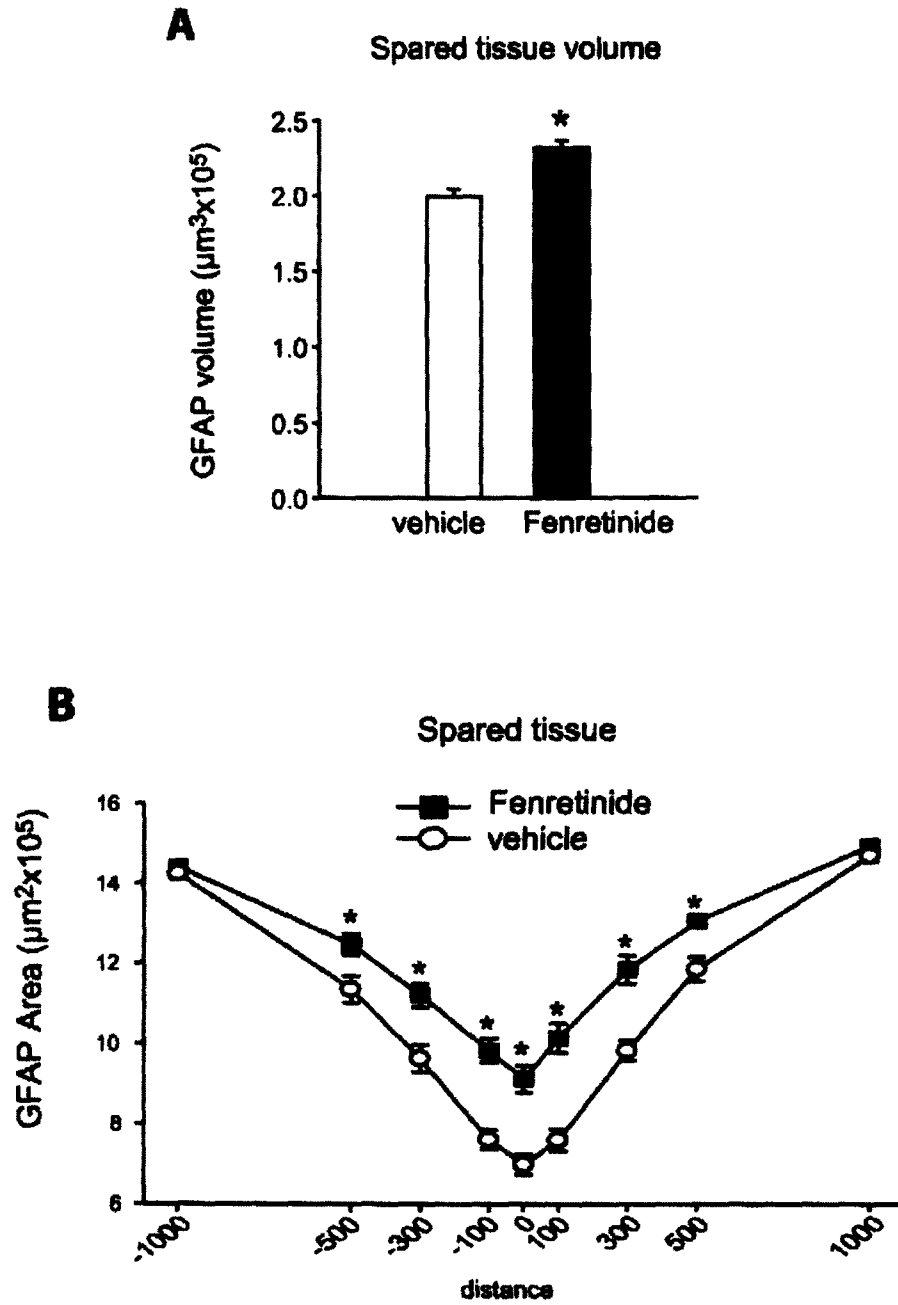 A
Spared tissue volume
GFAP volume (µm³x10⁵)
2.5
2.0
1.5
1.0
0.5
0.0
*
vehicle Fenretinide
B
Spared tissue
Fenretinide
vehicle
GFAP Area (µm²x10⁵)
16
14
12
10
8
6
* * * * * * *
-1000 -500 -300 -100 0 100 300 500 1000
distance